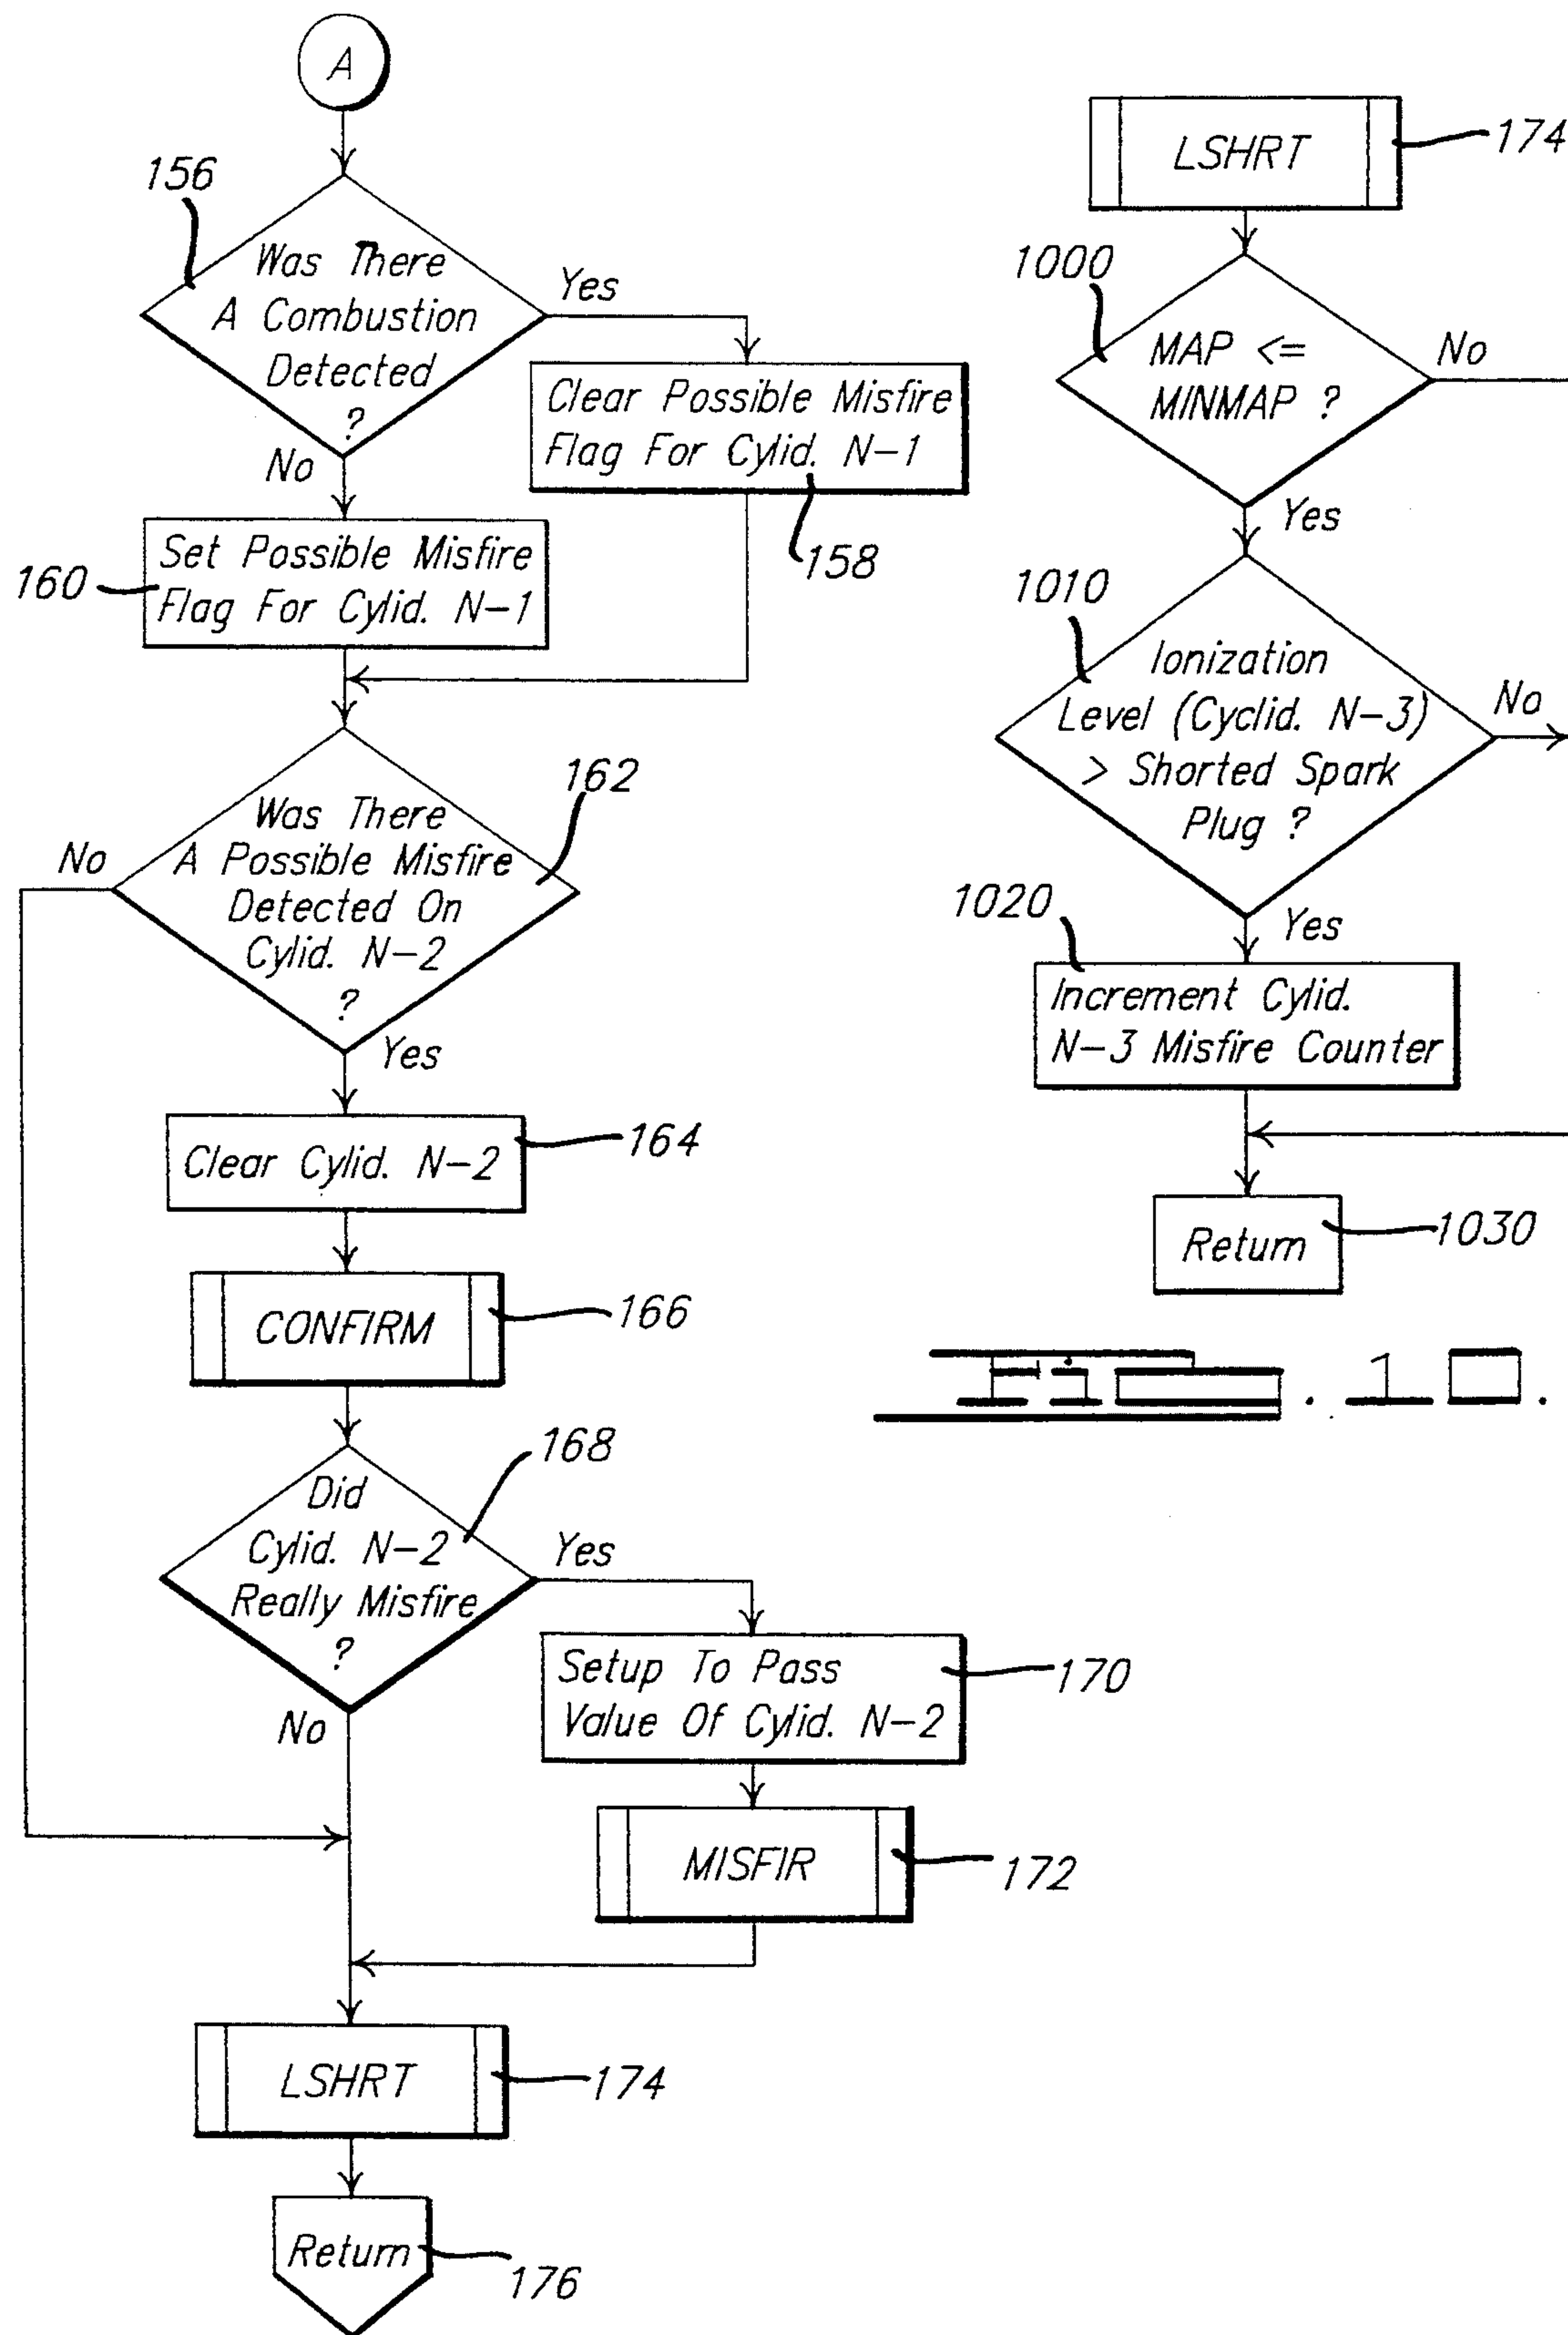 A
156
Was There
A Combustion
Detected
?
Yes
No
Clear Possible Misfire
Flag For Cylid. N-1
158
160
Set Possible Misfire
Flag For Cylid. N-1
162
Was There
A Possible Misfire
Detected On
Cylid. N-2
?
No
Yes
Clear Cylid. N-2
164
CONFIRM
166
168
Did
Cylid. N-2
Really Misfire
?
Yes
No
Setup To Pass
Value Of Cylid. N-2
170
MISFIR
172
LSHRT
174
Return
176
LSHRT
174
1000
MAP <=
MINMAP ?
No
Yes
1010
Ionization
Level (Cyclid. N-3)
> Shorted Spark
Plug ?
No
Yes
1020
Increment Cylid.
N-3 Misfire Counter
Return
1030